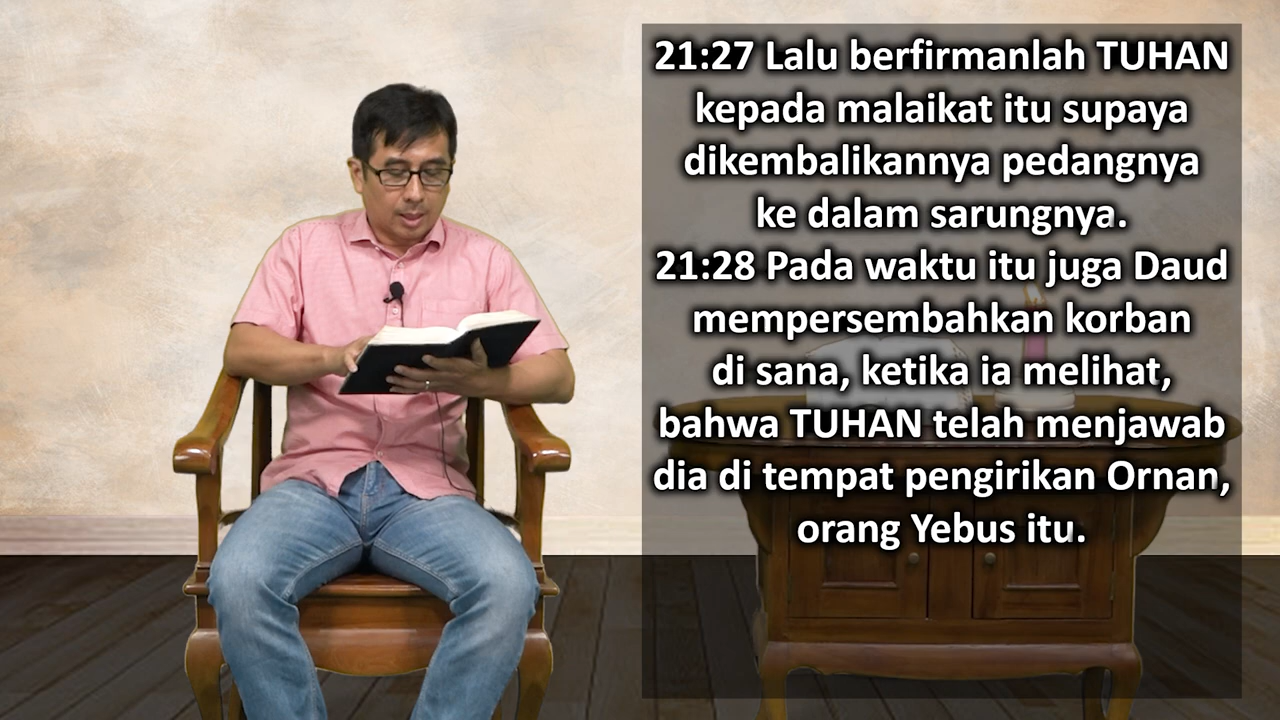 21:27 Lalu berfirmanlah TUHAN
kepada malaikat itu supaya
dikembalikannya pedangnya
ke dalam sarungnya.
21:28 Pada waktu itu juga Daud
mempersembahkan korban
di sana, ketika ia melihat,
bahwa TUHAN telah menjawab
dia di tempat pengirikan Ornan,
orang Yebus itu.